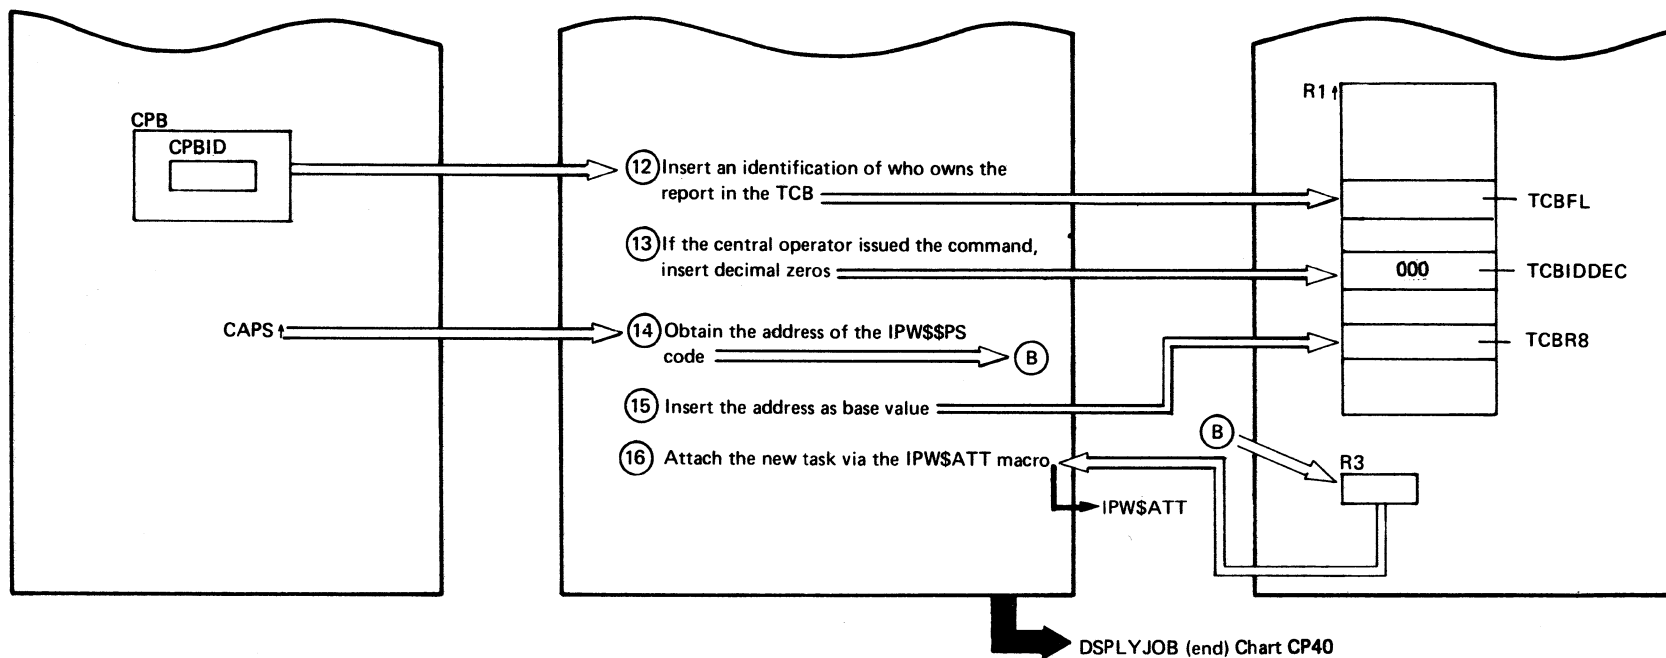 CPB
CPBID
CAPS
12 Insert an identification of who owns the
report in the TCB
13 If the central operator issued the command,
insert decimal zeros
14 Obtain the address of the IPW$$PS
code
B
15 Insert the address as base value
16 Attach the new task via the IPW$ATT macro
IPW$ATT
R1
TCBFL
000
TCBIDDEC
TCBR8
B
R3
DSPLYJOB (end) Chart CP40